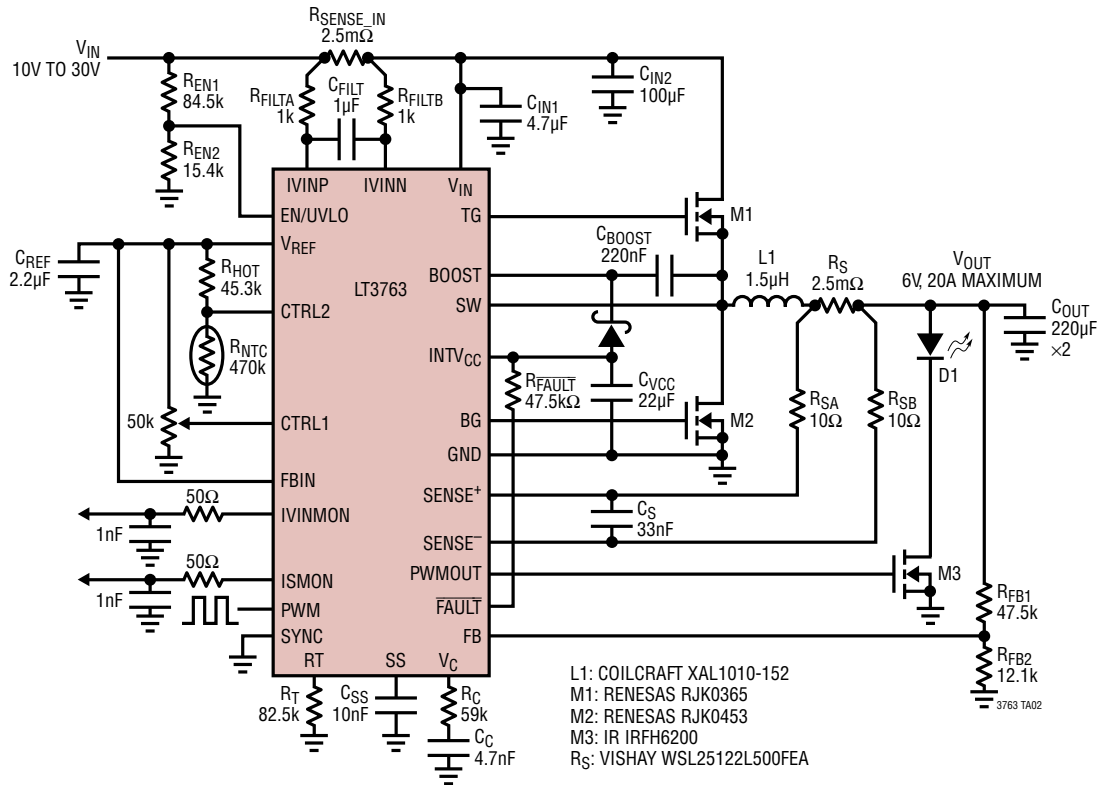 RSENSE_IN
2.5mΩ
VIN
10V TO 30V
REN1
84.5k
RFILTA
1k
CFILT
1µF
RFILTB
1k
CIN1
4.7µF
CIN2
100µF
REN2
15.4k
IVINP
IVINN
VIN
EN/UVLO
TG
M1
CREF
2.2µF
VREF
RHOT
45.3k
LT3763
CBOOST
220nF
BOOST
L1
1.5µH
RS
2.5mΩ
VOUT
6V, 20A MAXIMUM
SW
CTRL2
COUT
220µF
×2
RNTC
470k
INTVCC
D1
RFAULT
47.5kΩ
CVCC
22µF
50k
CTRL1
BG
M2
RSA
10Ω
RSB
10Ω
GND
FBIN
SENSE+
50Ω
IVINMON
1nF
CS
33nF
SENSE−
50Ω
ISMON
PWMOUT
M3
1nF
PWM
FAULT
RFB1
47.5k
SYNC
FB
RT
SS
VC
RFB2
12.1k
RT
82.5k
CSS
10nF
RC
59k
CC
4.7nF
L1: COILCRAFT XAL1010-152
M1: RENESAS RJK0365
M2: RENESAS RJK0453
M3: IR IRFH6200
RS: VISHAY WSL25122L500FEA
3763 TA02